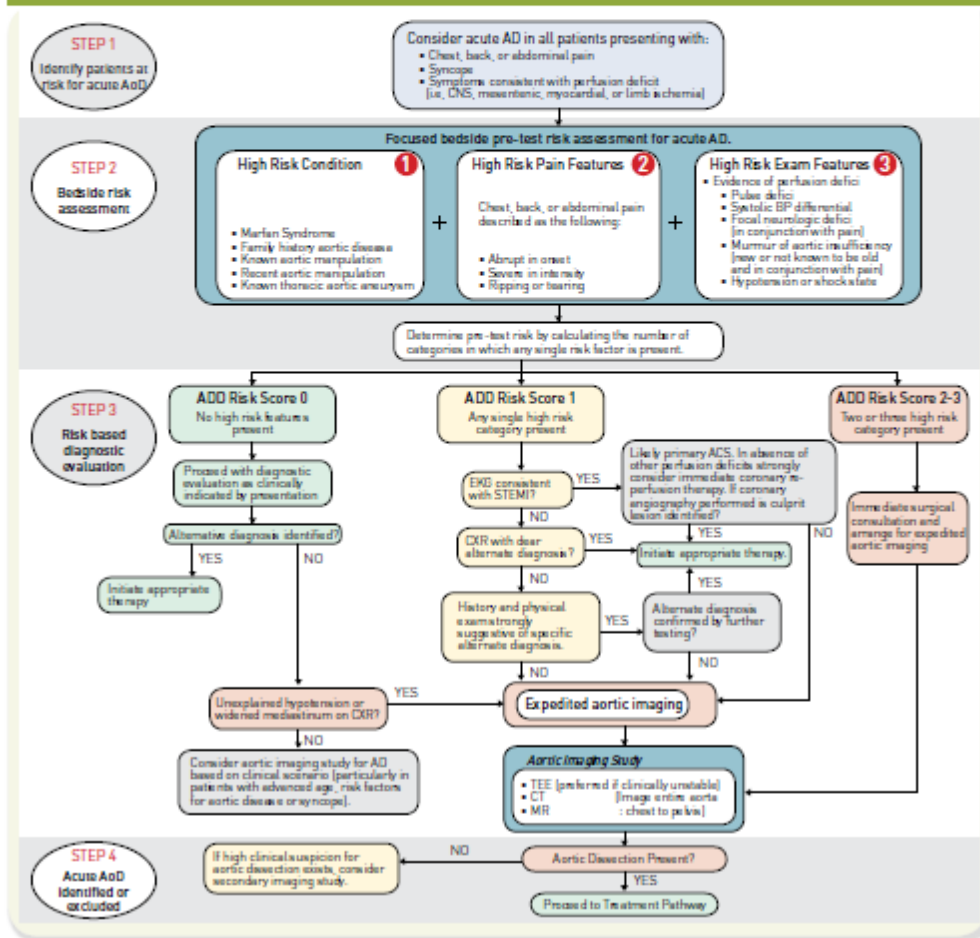 STEP 1
Identify patients at
risk for acute AoD
Consider acute AD in all patients presenting with:
▪ Chest, back, or abdominal pain
▪ Syncope
▪ Symptoms consistent with perfusion deficit
(i.e, CNS, mesentenic, myocardial, or limb ischemia)
STEP 2
Bedside risk
assessment
Focused bedside pre-test risk assessment for acute AD.
High Risk Condition
1
▪ Marfan Syndrome
▪ Family history aortic disease
▪ Known aortic manpulation
▪ Recent aortic manipulation
▪ Known thoracic aortic aneurysm
+
High Risk Pain Features
2
Chest, back, or abdominal pain
described as the following:
▪ Abrupt in onset
▪ Severe in intensity
▪ Ripping or tearing
+
High Risk Exam Features
3
▪ Evidence of perfusion defici
▪ Pulse defici
▪ Systolic BP differential
▪ Focal neurologic defici
(in conjunction with pain)
▪ Murmur of aortic insufficiency
(new or not known to be old
and in conjunction with pain)
▪ Hypotension or shock state
Determine pre-test risk by calculating the number of
categories in which any single risk factor is present.
STEP 3
Risk based
diagnostic
evaluation
ADD Risk Score 0
No high risk features
present
Proceed with diagnostic
evaluation as clinically
indicated by presentation
Alternative diagnosis identified?
YES
NO
Initiate appropriate
therapy
Unexplained hypotension or
widened mediastinum on CXR?
YES
NO
Consider aortic imaging study for AD
based on clinical scenario (particularly in
patients with advanced age, risk factors
for aortic disease or syncope).
ADD Risk Score 1
Any single high risk
category present
EKG consistent
with STEMI?
YES
NO
Likely primary ACS. In absence of
other perfusion deficits strongly
consider immediate coronary re-
perfusion therapy. If coronary
angiography performed is culprit
lesion identified?
YES
NO
CXR with clear
alternate diagnosis?
YES
NO
Initiate appropriate therapy.
YES
History and physical
exam strongly
suggestive of specific
alternate diagnosis.
YES
NO
Alternate diagnosis
confirmed by further
testing?
NO
Expedited aortic imaging
ADD Risk Score 2-3
Two or three high risk
category present
Immediate surgical
consultation and
arrange for expedited
aortic imaging
Aortic Imaging Study
▪ TEE (preferred if clinically unstable)
▪ CT (Image entire aorta
▪ MR : chest to pelvis)
STEP 4
Acute AoD
identified or
excluded
Aortic Dissection Present?
NO
YES
If high clinical suspicion for
aortic dissection exists, consider
secondary imaging study.
Proceed to Treatment Pathway